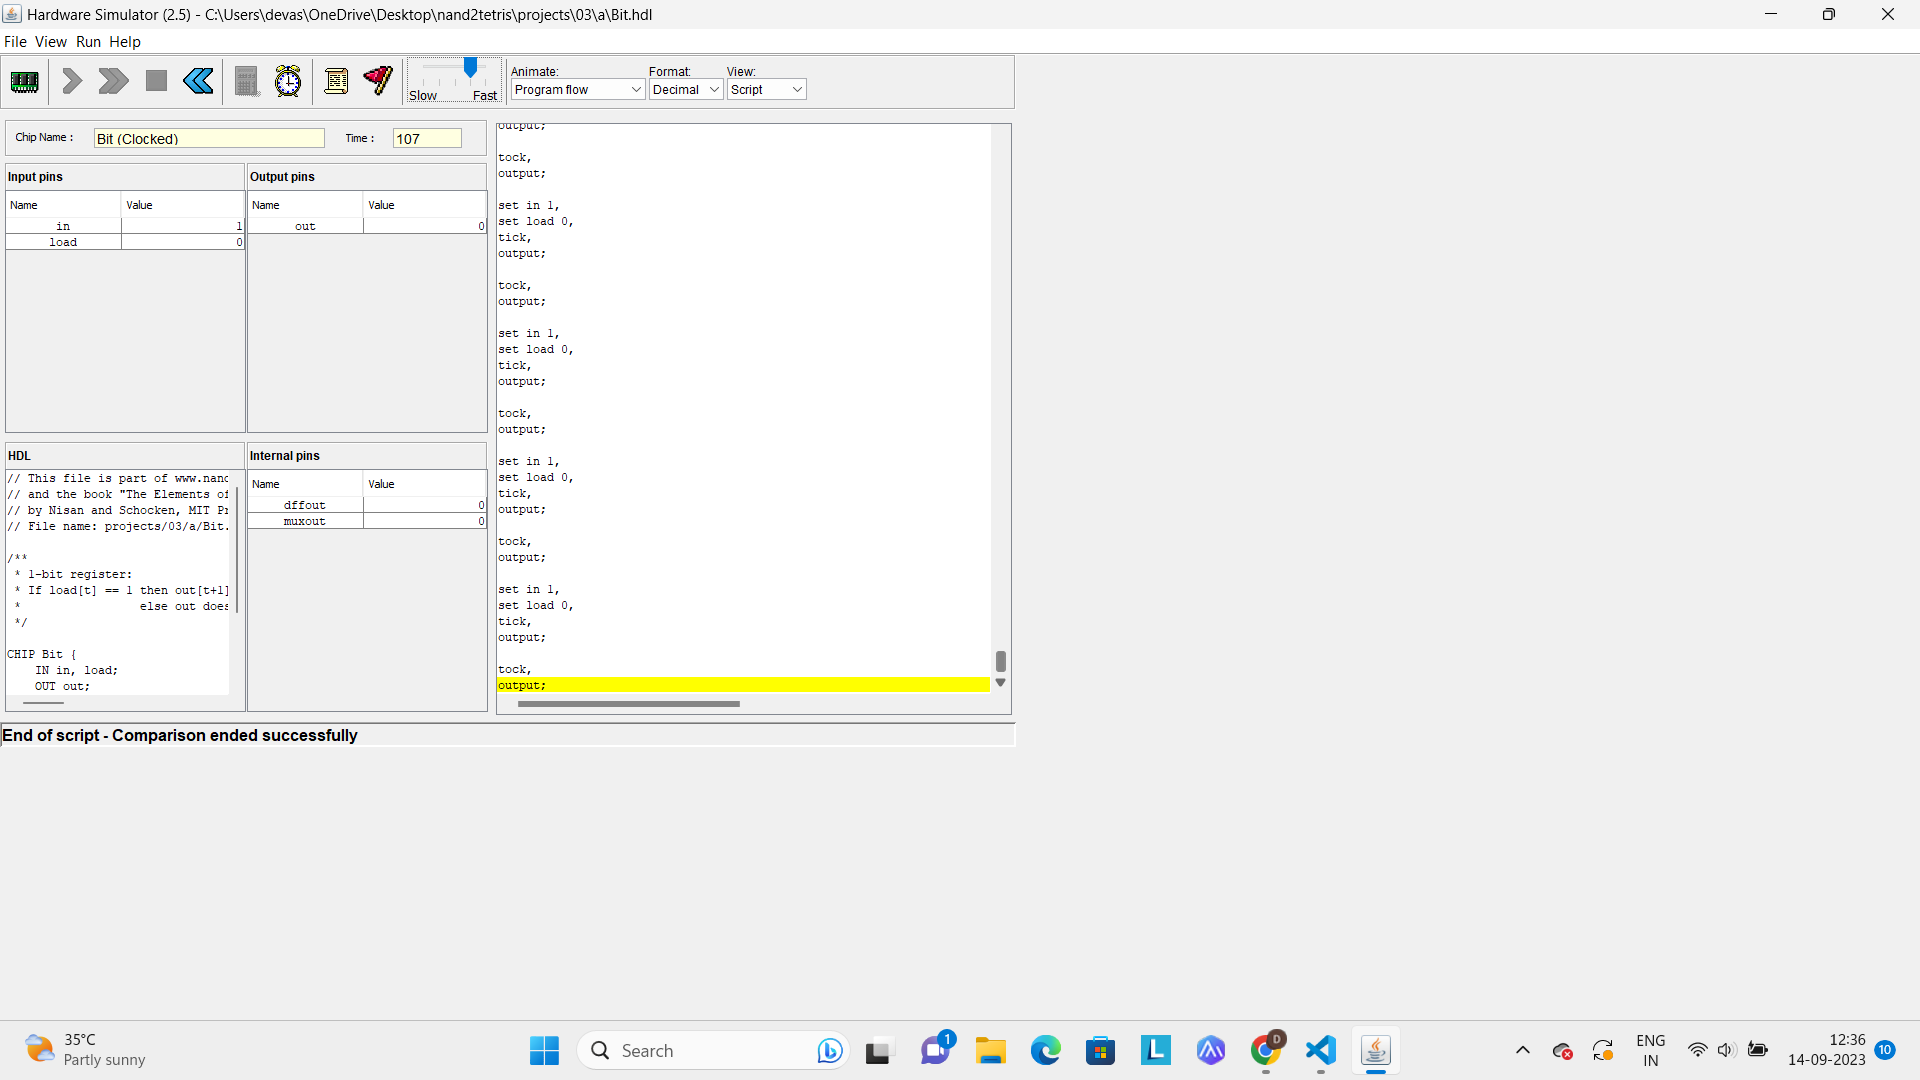 Hardware Simulator (2.5) - C:\Users\devas\OneDrive\Desktop\nand2tetris\projects\03\a\Bit.hdl
File View Run Help
Slow Fast
Animate: Format: View:
Program flow Decimal Script
Chip Name : Bit (Clocked) Time : 107
Input pins
Name Value
in 1
load 0
Output pins
Name Value
out 0
HDL
// This file is part of www.nand
// and the book "The Elements of
// by Nisan and Schocken, MIT Pr
// File name: projects/03/a/Bit.
/**
* 1-bit register:
* If load[t] == 1 then out[t+1]
* else out does
*/
CHIP Bit {
IN in, load;
OUT out;
Internal pins
Name Value
dffout 0
muxout 0
output;
tock,
output;
set in 1,
set load 0,
tick,
output;
tock,
output;
set in 1,
set load 0,
tick,
output;
tock,
output;
set in 1,
set load 0,
tick,
output;
tock,
output;
set in 1,
set load 0,
tick,
output;
tock,
output;
End of script - Comparison ended successfully
35°C
Partly sunny
Search
1
L
D
ENG
IN
12:36
14-09-2023
10